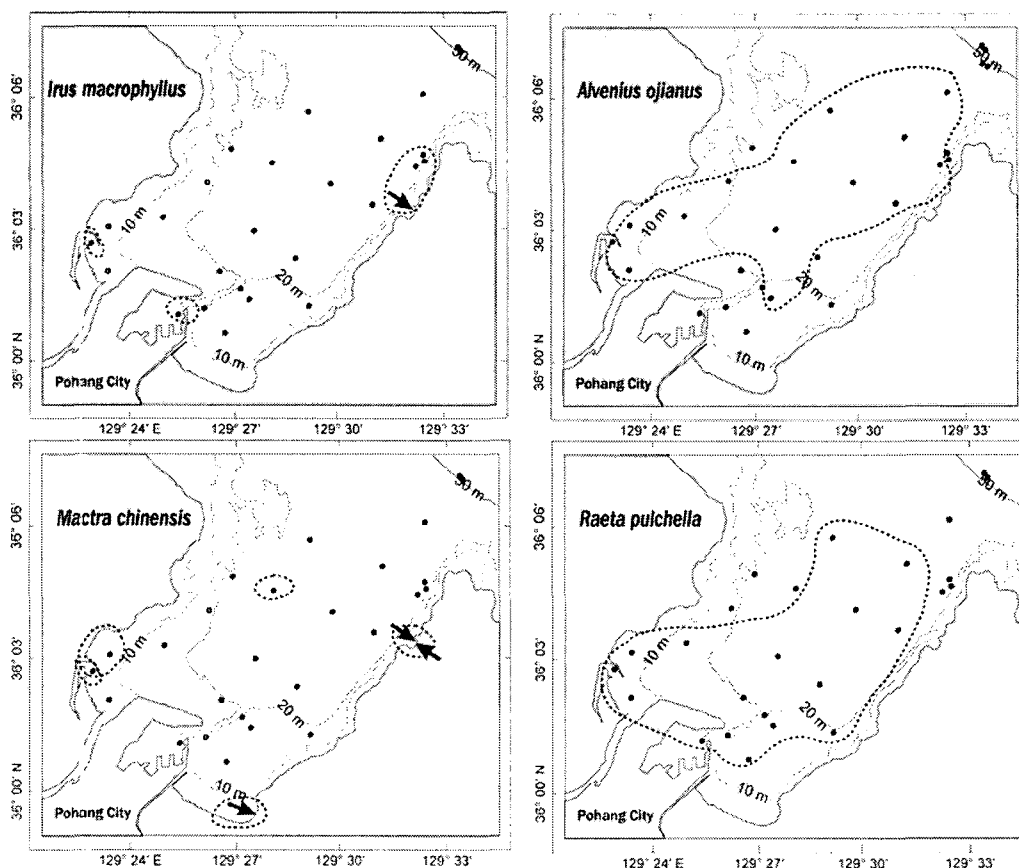 Irus macrophyllus
50 m
36° 06'
10 m
36° 03'
20 m
10 m
36° 00' N
Pohang City
129° 24' E
129° 27'
129° 30'
129° 33'
Alvenius ojianus
50 m
36° 06'
10 m
36° 03'
20 m
10 m
36° 00' N
Pohang City
129° 24' E
129° 27'
129° 30'
129° 33'
Mactra chinensis
50 m
36° 06'
10 m
36° 03'
20 m
10 m
36° 00' N
Pohang City
129° 24' E
129° 27'
129° 30'
129° 33'
Raeta pulchella
50 m
36° 06'
10 m
36° 03'
20 m
10 m
36° 00' N
Pohang City
129° 24' E
129° 27'
129° 30'
129° 33'